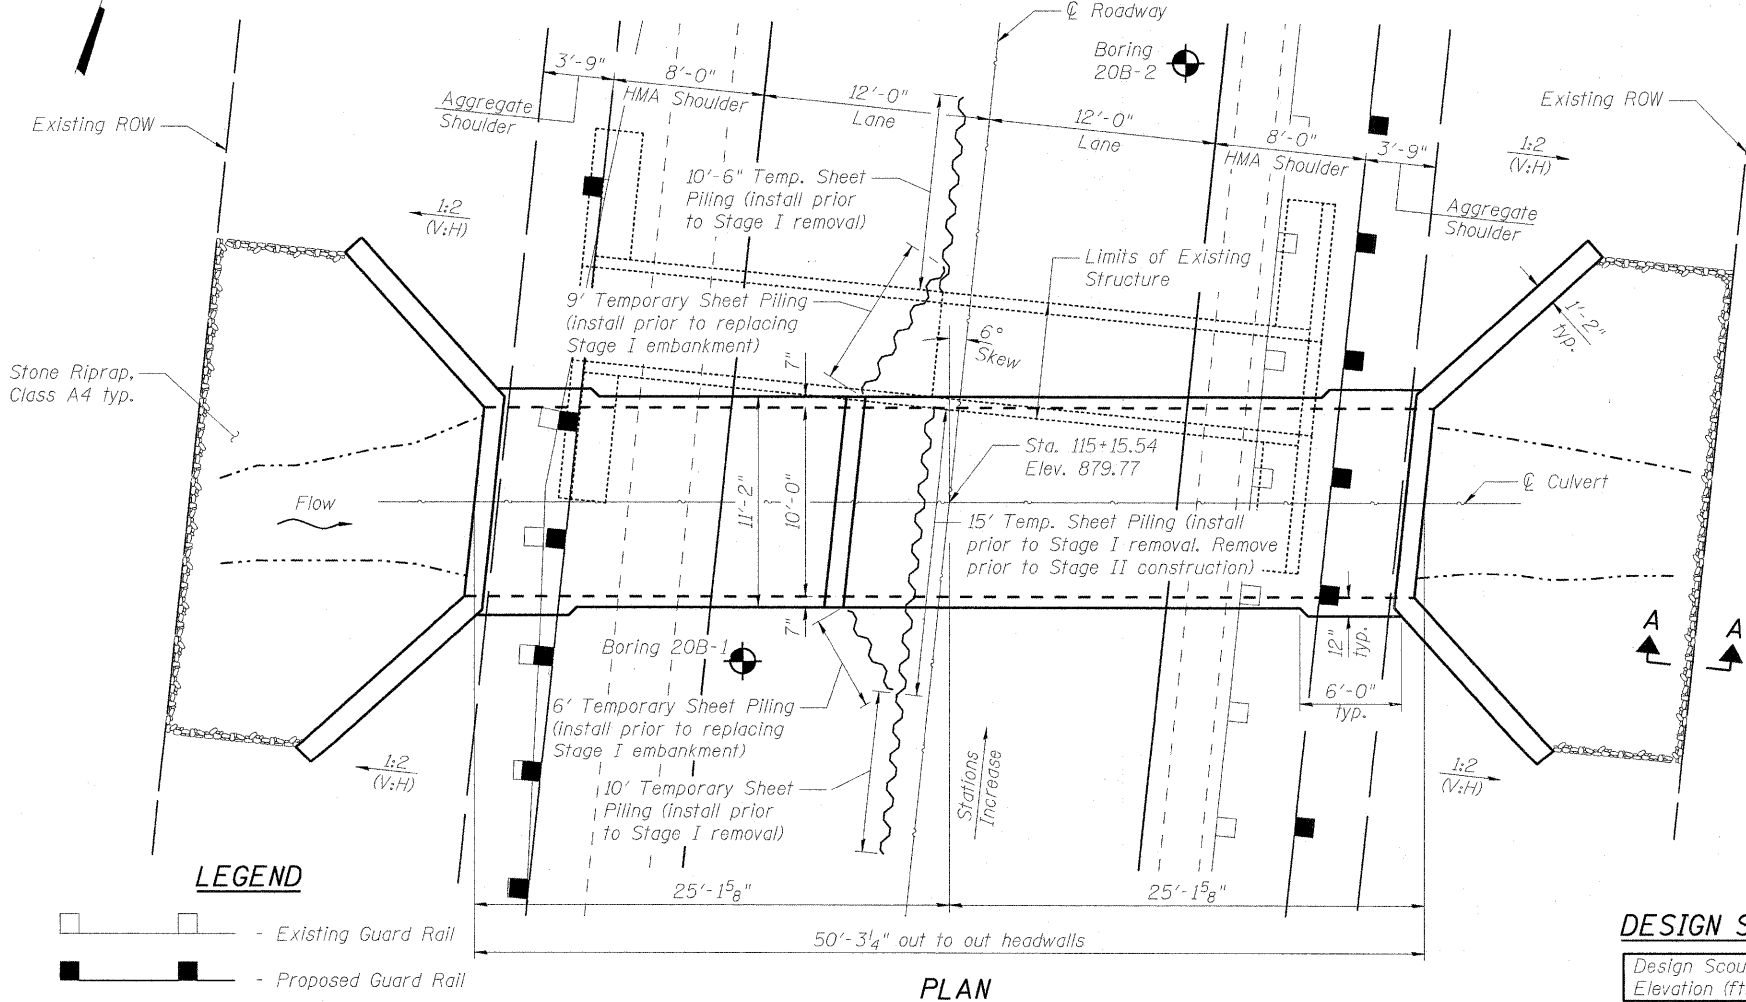 ℄ Roadway
Boring
20B-2
3'-9"
8'-0"
HMA Shoulder
12'-0"
Lane
12'-0"
Lane
8'-0"
HMA Shoulder
3'-9"
Aggregate
Shoulder
Existing ROW
Existing ROW
1:2
(V:H)
1:2
(V:H)
10'-6" Temp. Sheet
Piling (install prior
to Stage I removal)
Aggregate
Shoulder
Limits of Existing
Structure
9' Temporary Sheet Piling
(install prior to replacing
Stage I embankment)
6°
Skew
1'-2"
typ.
7"
Stone Riprap,
Class A4 typ.
Sta. 115+15.54
Elev. 879.77
11'-2"
10'-0"
℄ Culvert
Flow
15' Temp. Sheet Piling (install
prior to Stage I removal. Remove
prior to Stage II construction)
7"
Boring 20B-1
12"
typ.
A
A
6'-0"
typ.
6' Temporary Sheet Piling
(install prior to replacing
Stage I embankment)
1:2
(V:H)
1:2
(V:H)
10' Temporary Sheet
Piling (install prior
to Stage I removal)
Stations
Increase
LEGEND
25'-1⅝"
25'-1⅝"
- Existing Guard Rail
50'-3¼" out to out headwalls
- Proposed Guard Rail
PLAN
DESIGN S
Design Scou
Elevation (ft.